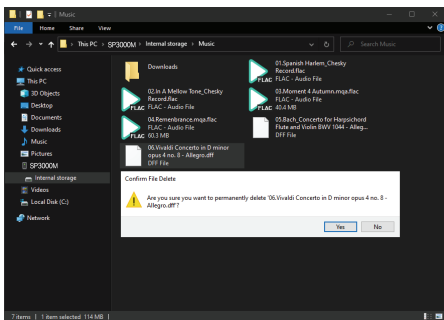 Music
File Home Share View
This PC > SP3000M > Internal storage > Music
Search Music
Quick access
This PC
3D Objects
Desktop
Documents
Downloads
Music
Pictures
SP3000M
Internal storage
Videos
Local Disk (C:)
Network
Downloads
01.Spanish Harlem_Chesky
Record.flac
FLAC - Audio File
FLAC
02.In A Mellow Tone_Chesky
Record.flac
FLAC - Audio File
FLAC
03.Moment 4 Autumn.mqa.flac
FLAC - Audio File
FLAC 40.4 MB
04.Remembrance.mqa.flac
FLAC - Audio File
FLAC 60.3 MB
05.Bach_Concerto for Harpsichord
Flute and Violin BWV 1044 - Alleg...
DFF File
06.Vivaldi Concerto in D minor
opus 4 no. 8 - Allegro.dff
DFF File
Confirm File Delete
Are you sure you want to permanently delete '06.Vivaldi Concerto in D minor opus 4 no. 8 -
Allegro.dff'?
Yes No
7 items 1 item selected 114 MB